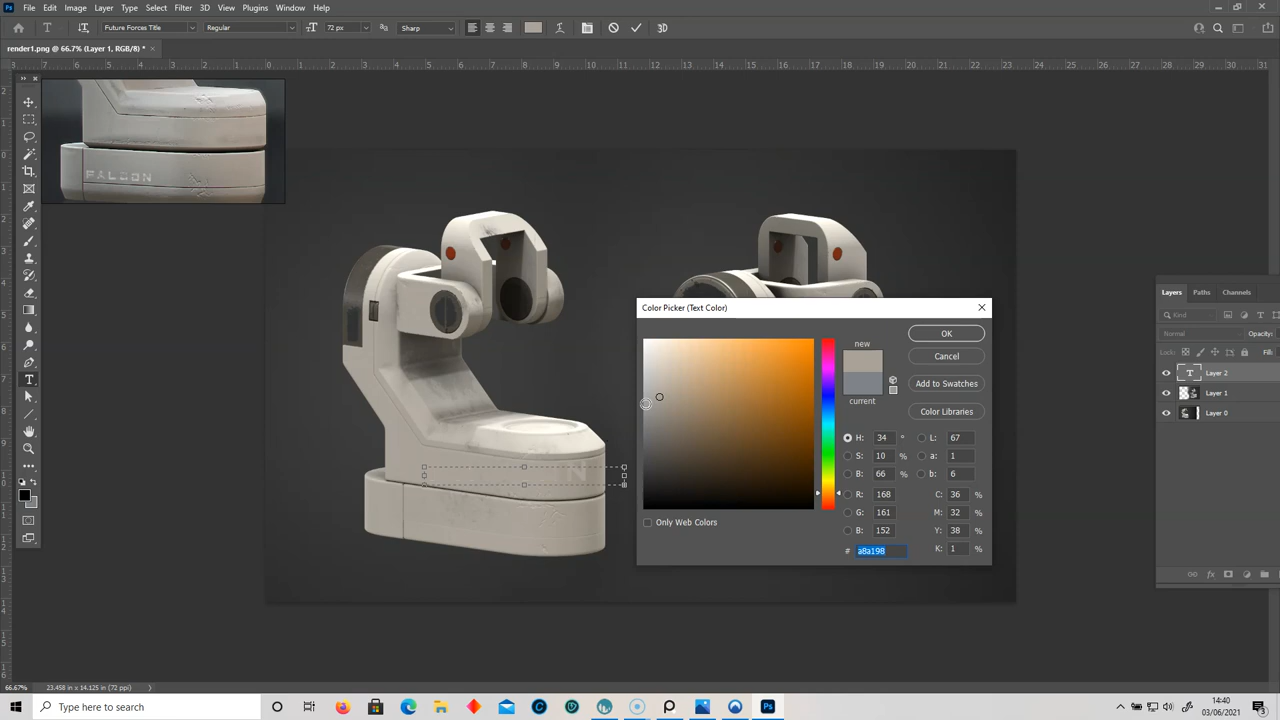 Ps File Edit Image Layer Type Select Filter 3D View Plugins Window Help
T Future Forces Title Regular 72 px Sharp 3D
render1.png @ 66.7% (Layer 1, RGB/8) *
FALCON
N
Color Picker (Text Color)
new
current
OK
Cancel
Add to Swatches
Color Libraries
H: 34 ° L: 67
S: 10 % a: 1
B: 66 % b: 6
R: 168 C: 36 %
G: 161 M: 32 %
B: 152 Y: 38 %
# a8a198 K: 1 %
Only Web Colors
Layers Paths Channels
Kind
Normal Opacity:
Lock: Fill:
T Layer 2
Layer 1
Layer 0
66.67% 23.458 in x 14.125 in (72 ppi)
Type here to search
14:40
03/06/2021